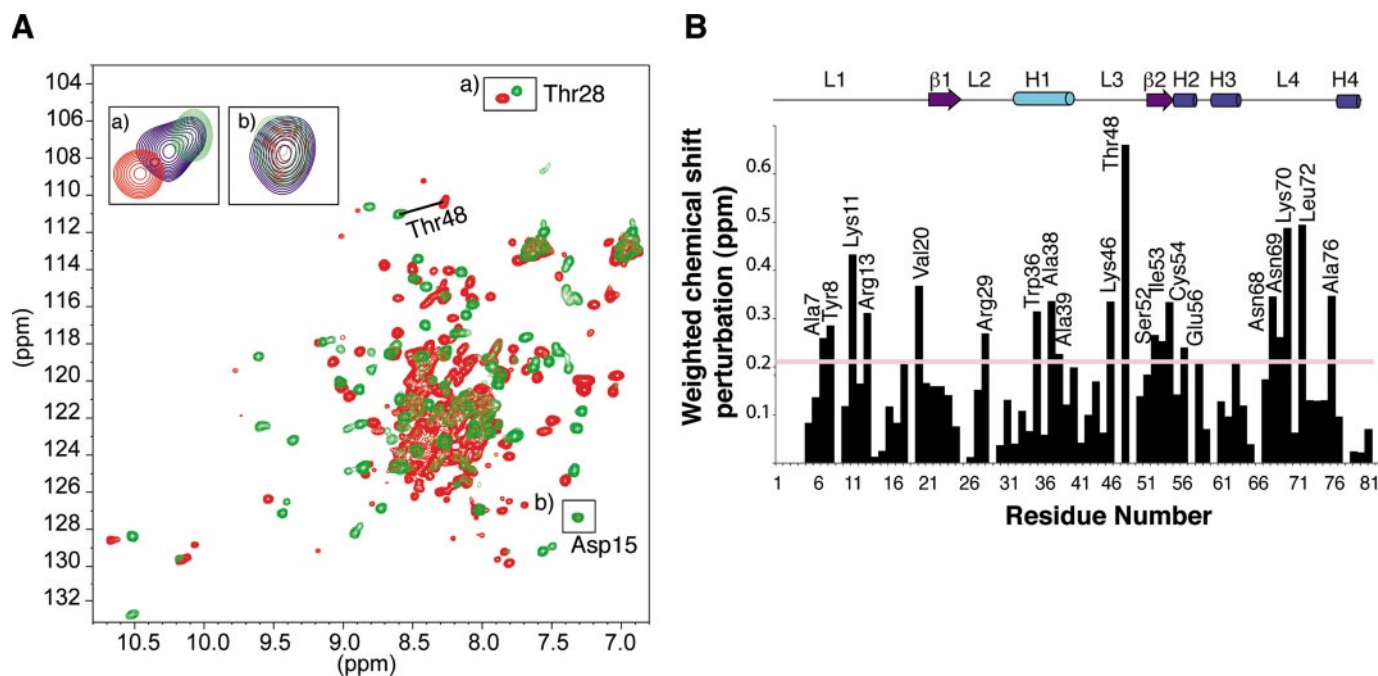 A
104
106
108
110
112
114
116
118
120
122
124
126
128
130
132
(ppm)
10.5
10.0
9.5
9.0
8.5
8.0
7.5
7.0
(ppm)
a)
b)
a)
Thr28
Thr48
b)
Asp15
B
L1
β1
L2
H1
L3
β2
H2
H3
L4
H4
Weighted chemical shift
perturbation (ppm)
0.6
0.5
0.4
0.3
0.2
0.1
Ala7
Tyr8
Lys11
Arg13
Val20
Arg29
Trp36
Ala38
Ala39
Lys46
Thr48
Ser52
Ile53
Cys54
Glu56
Asn68
Asn69
Lys70
Leu72
Ala76
1
6
11
16
21
26
31
36
41
46
51
56
61
66
71
76
81
Residue Number